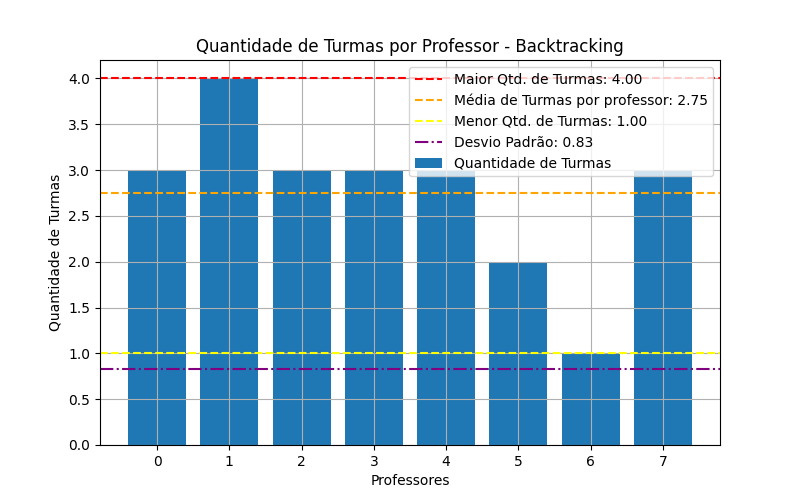 Quantidade de Turmas por Professor - Backtracking
Maior Qtd. de Turmas: 4.00
Média de Turmas por professor: 2.75
Menor Qtd. de Turmas: 1.00
Desvio Padrão: 0.83
Quantidade de Turmas
Quantidade de Turmas
4.0
3.5
3.0
2.5
2.0
1.5
1.0
0.5
0.0
0 1 2 3 4 5 6 7
Professores